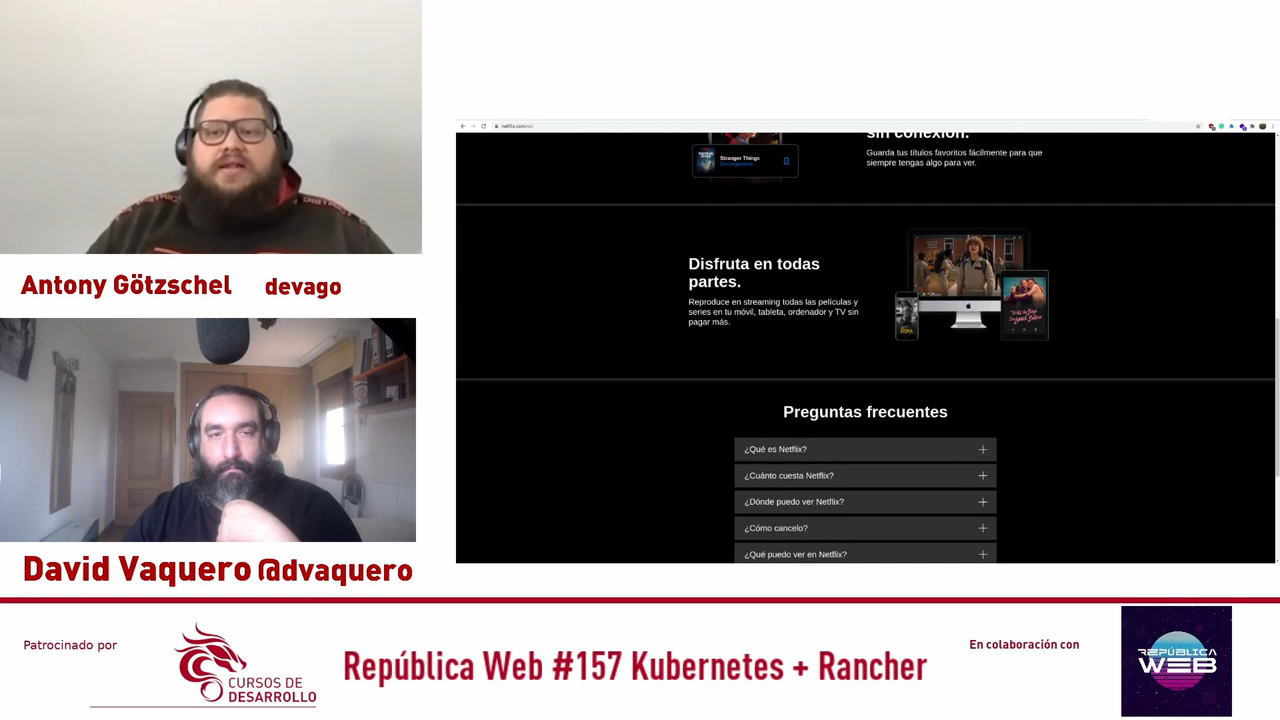 Antony Götzschel devago
David Vaquero @dvaquero
netflix.com/es/
sin conexión.
Guarda tus títulos favoritos fácilmente para que
siempre tengas algo para ver.
Stranger Things
Disfruta en todas
partes.
Reproduce en streaming todas las películas y
series en tu móvil, tableta, ordenador y TV sin
pagar más.
ROMA
Preguntas frecuentes
¿Qué es Netflix?
¿Cuánto cuesta Netflix?
¿Dónde puedo ver Netflix?
¿Cómo cancelo?
¿Qué puedo ver en Netflix?
Patrocinado por
CURSOS DE
DESARROLLO
República Web #157 Kubernetes + Rancher
En colaboración con
REPÚBLICA
WEB